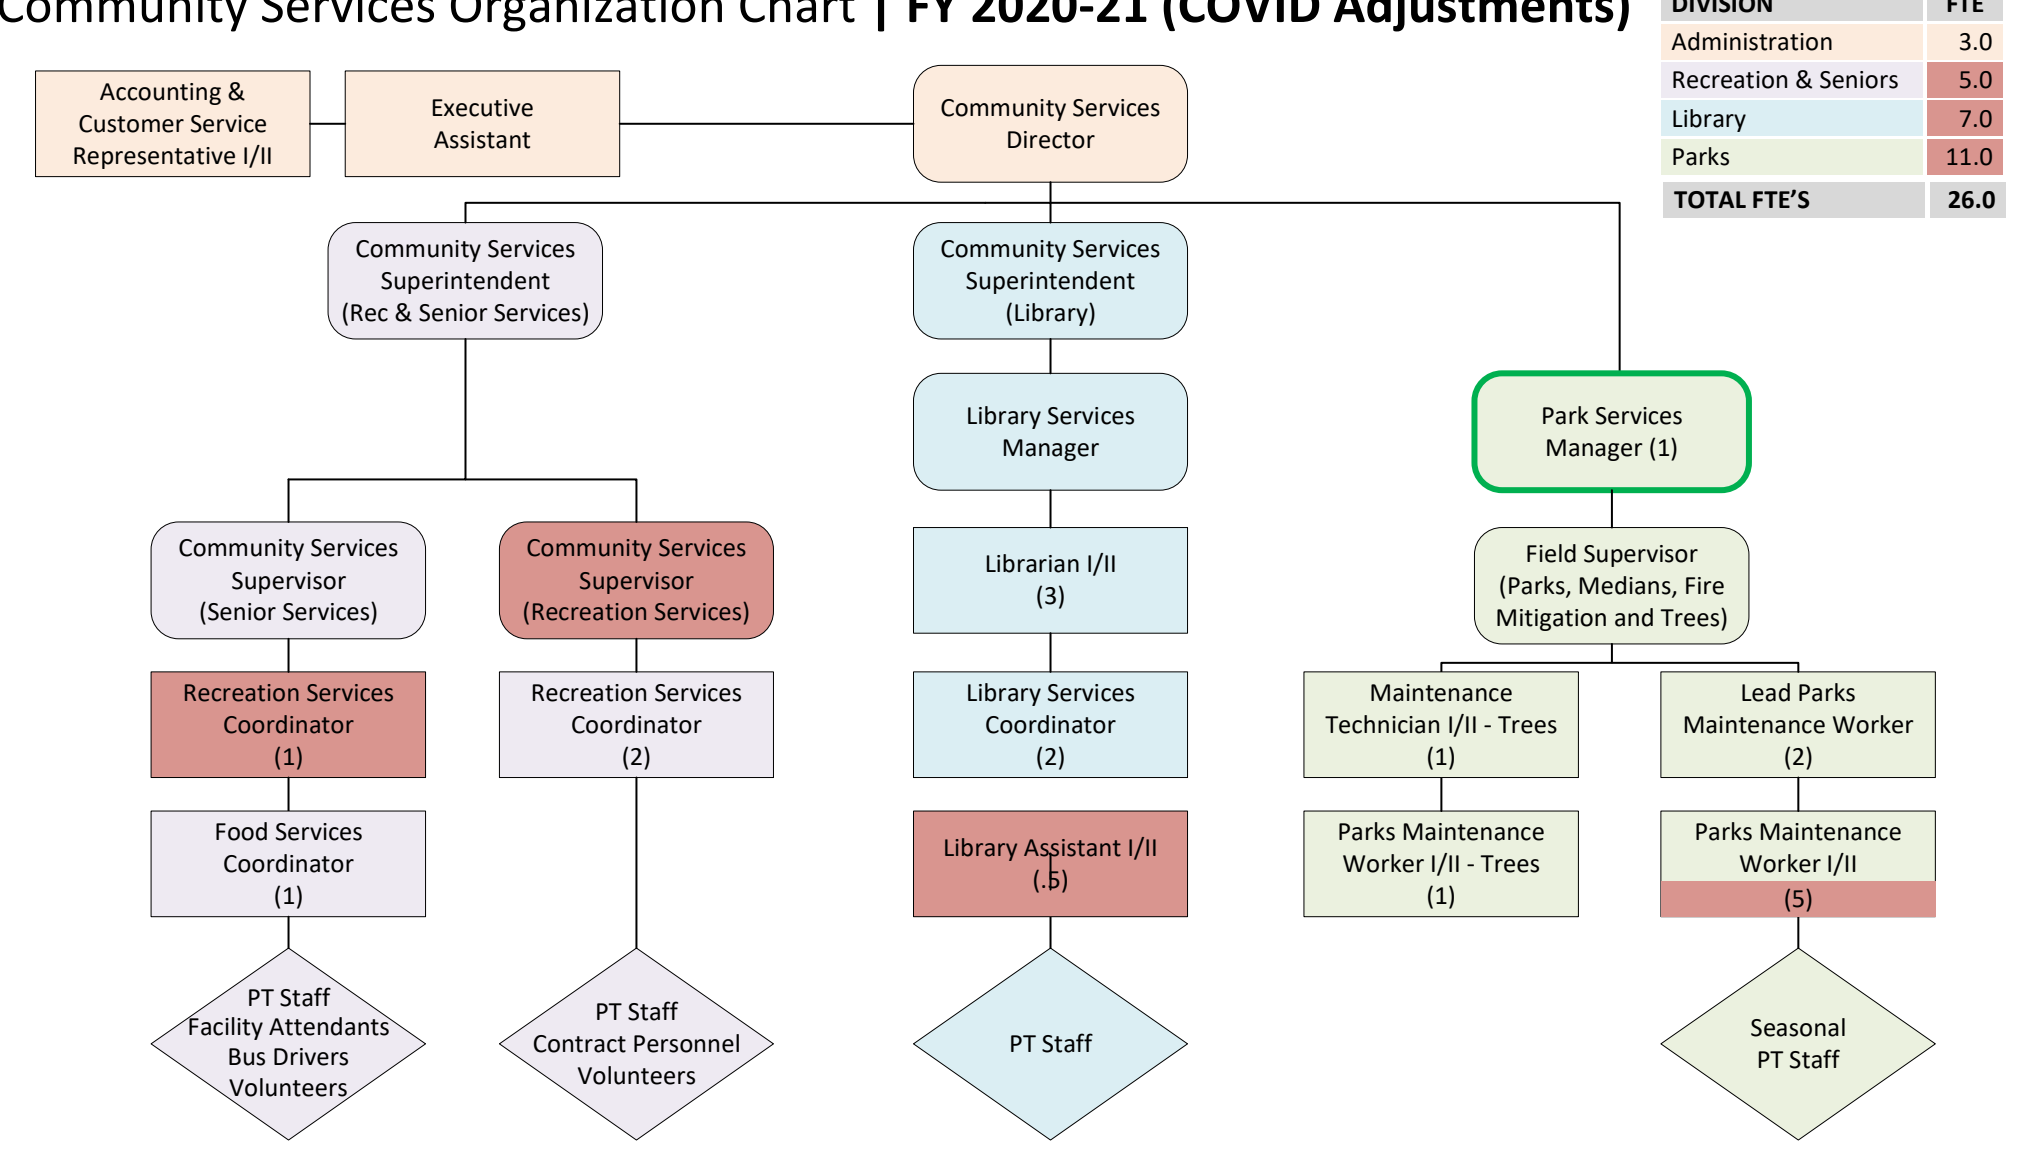 Community Services Organization Chart | FY 2020-21 (COVID Adjustments)
DIVISION FTE
Administration 3.0
Recreation & Seniors 5.0
Library 7.0
Parks 11.0
TOTAL FTE’S 26.0
Accounting &
Customer Service
Representative I/II
Executive
Assistant
Community Services
Director
Community Services
Superintendent
(Rec & Senior Services)
Community Services
Superintendent
(Library)
Library Services
Manager
Park Services
Manager (1)
Community Services
Supervisor
(Senior Services)
Community Services
Supervisor
(Recreation Services)
Librarian I/II
(3)
Field Supervisor
(Parks, Medians, Fire
Mitigation and Trees)
Recreation Services
Coordinator
(1)
Recreation Services
Coordinator
(2)
Library Services
Coordinator
(2)
Maintenance
Technician I/II - Trees
(1)
Lead Parks
Maintenance Worker
(2)
Food Services
Coordinator
(1)
Library Assistant I/II
(.5)
Parks Maintenance
Worker I/II - Trees
(1)
Parks Maintenance
Worker I/II
(5)
PT Staff
Facility Attendants
Bus Drivers
Volunteers
PT Staff
Contract Personnel
Volunteers
PT Staff
Seasonal
PT Staff